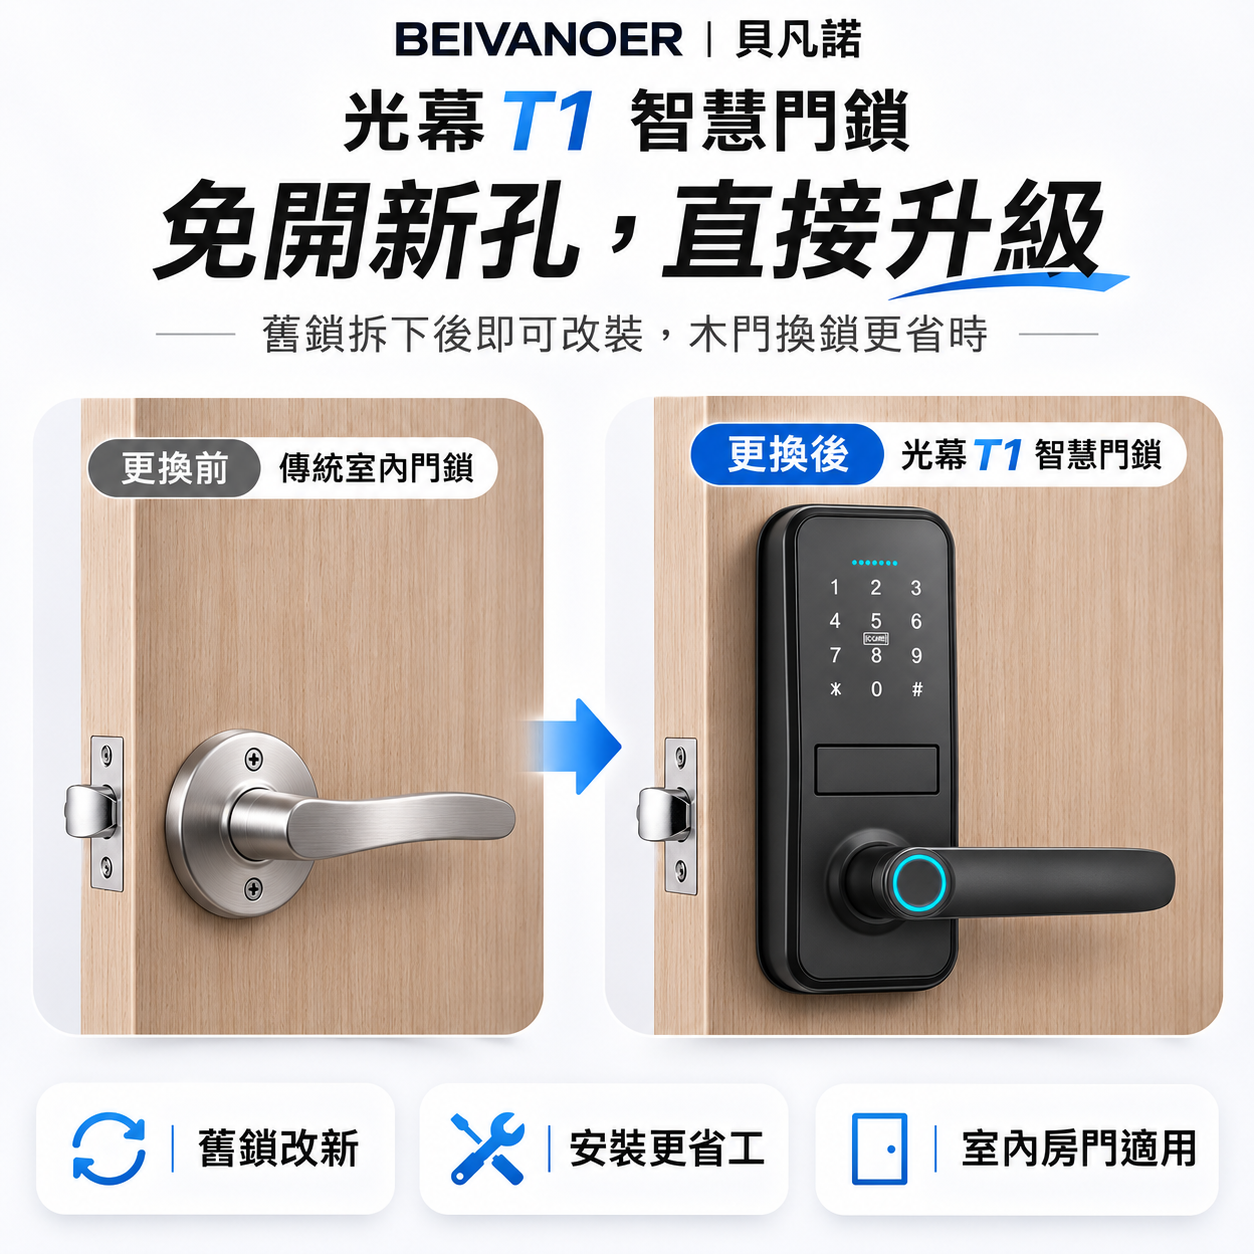 BEIVANOER | 貝凡諾
光幕 T1 智慧門鎖
免開新孔，直接升級
舊鎖拆下後即可改裝，木門換鎖更省時
更換前 傳統室內門鎖
更換後 光幕 T1 智慧門鎖
1 2 3
4 5 6
7 8 9
* 0 #
舊鎖改新
安裝更省工
室內房門適用